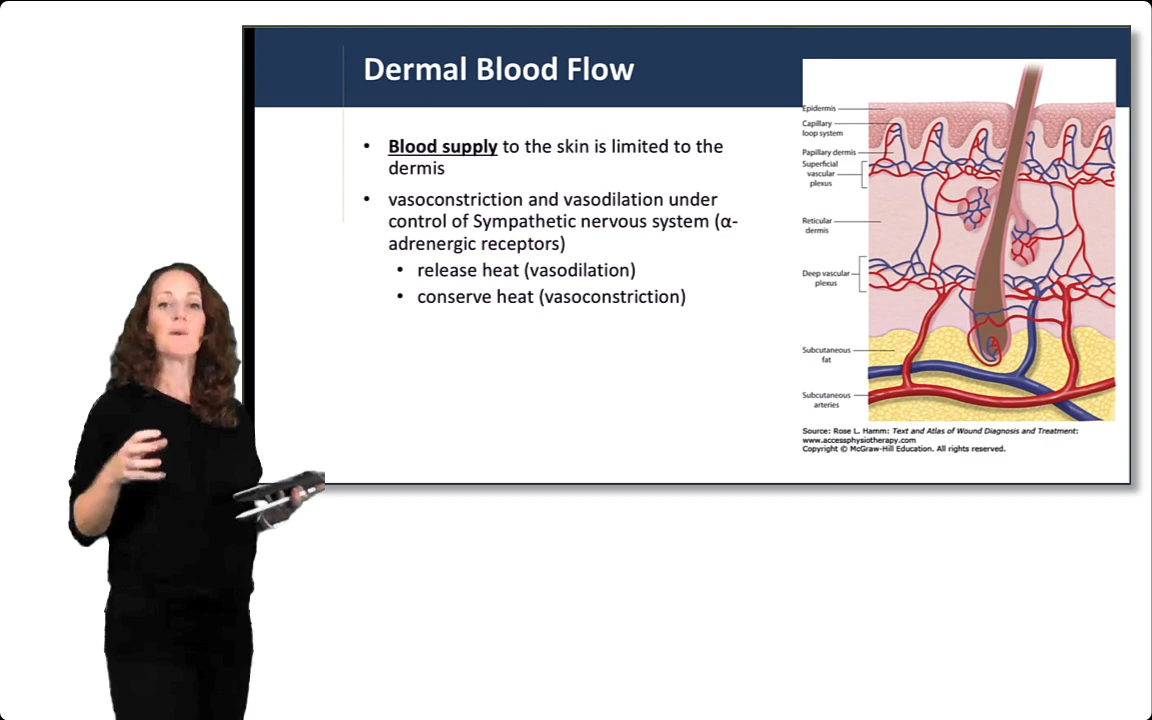 Dermal Blood Flow
• Blood supply to the skin is limited to the
dermis
• vasoconstriction and vasodilation under
control of Sympathetic nervous system (α-
adrenergic receptors)
• release heat (vasodilation)
• conserve heat (vasoconstriction)
Epidermis
Capillary
loop system
Papillary dermis
Superficial
vascular
plexus
Reticular
dermis
Deep vascular
plexus
Subcutaneous
fat
Subcutaneous
arteries
Source: Rose L. Hamm: Text and Atlas of Wound Diagnosis and Treatment:
www.accessphysiotherapy.com
Copyright © McGraw-Hill Education. All rights reserved.